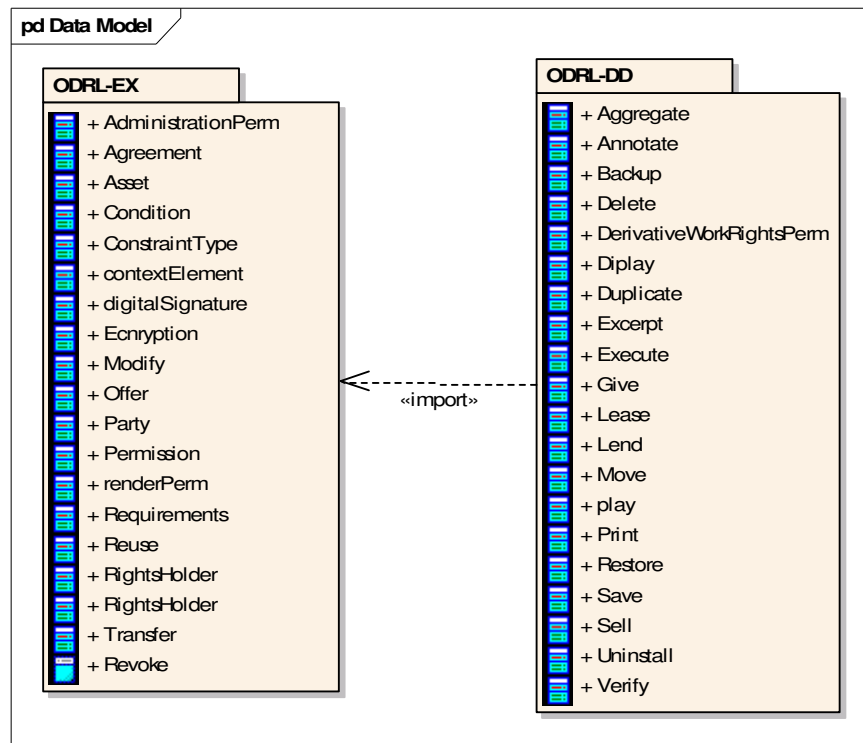 pd Data Model
ODRL-EX
+ AdministrationPerm
+ Agreement
+ Asset
+ Condition
+ ConstraintType
+ contextElement
+ digitalSignature
+ Ecnryption
+ Modify
+ Offer
+ Party
+ Permission
+ renderPerm
+ Requirements
+ Reuse
+ RightsHolder
+ RightsHolder
+ Transfer
+ Revoke
«import»
ODRL-DD
+ Aggregate
+ Annotate
+ Backup
+ Delete
+ DerivativeWorkRightsPerm
+ Diplay
+ Duplicate
+ Excerpt
+ Execute
+ Give
+ Lease
+ Lend
+ Move
+ play
+ Print
+ Restore
+ Save
+ Sell
+ Uninstall
+ Verify